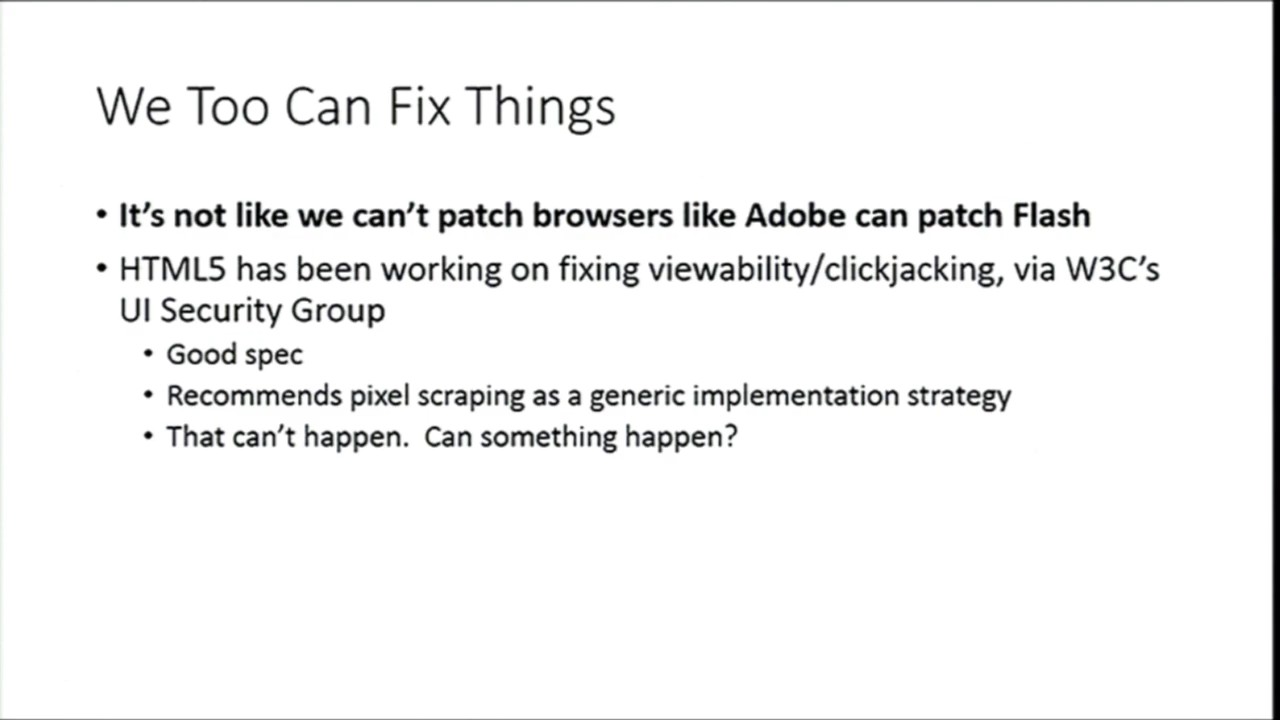 We Too Can Fix Things
• It’s not like we can’t patch browsers like Adobe can patch Flash
• HTML5 has been working on fixing viewability/clickjacking, via W3C’s
UI Security Group
• Good spec
• Recommends pixel scraping as a generic implementation strategy
• That can’t happen.  Can something happen?